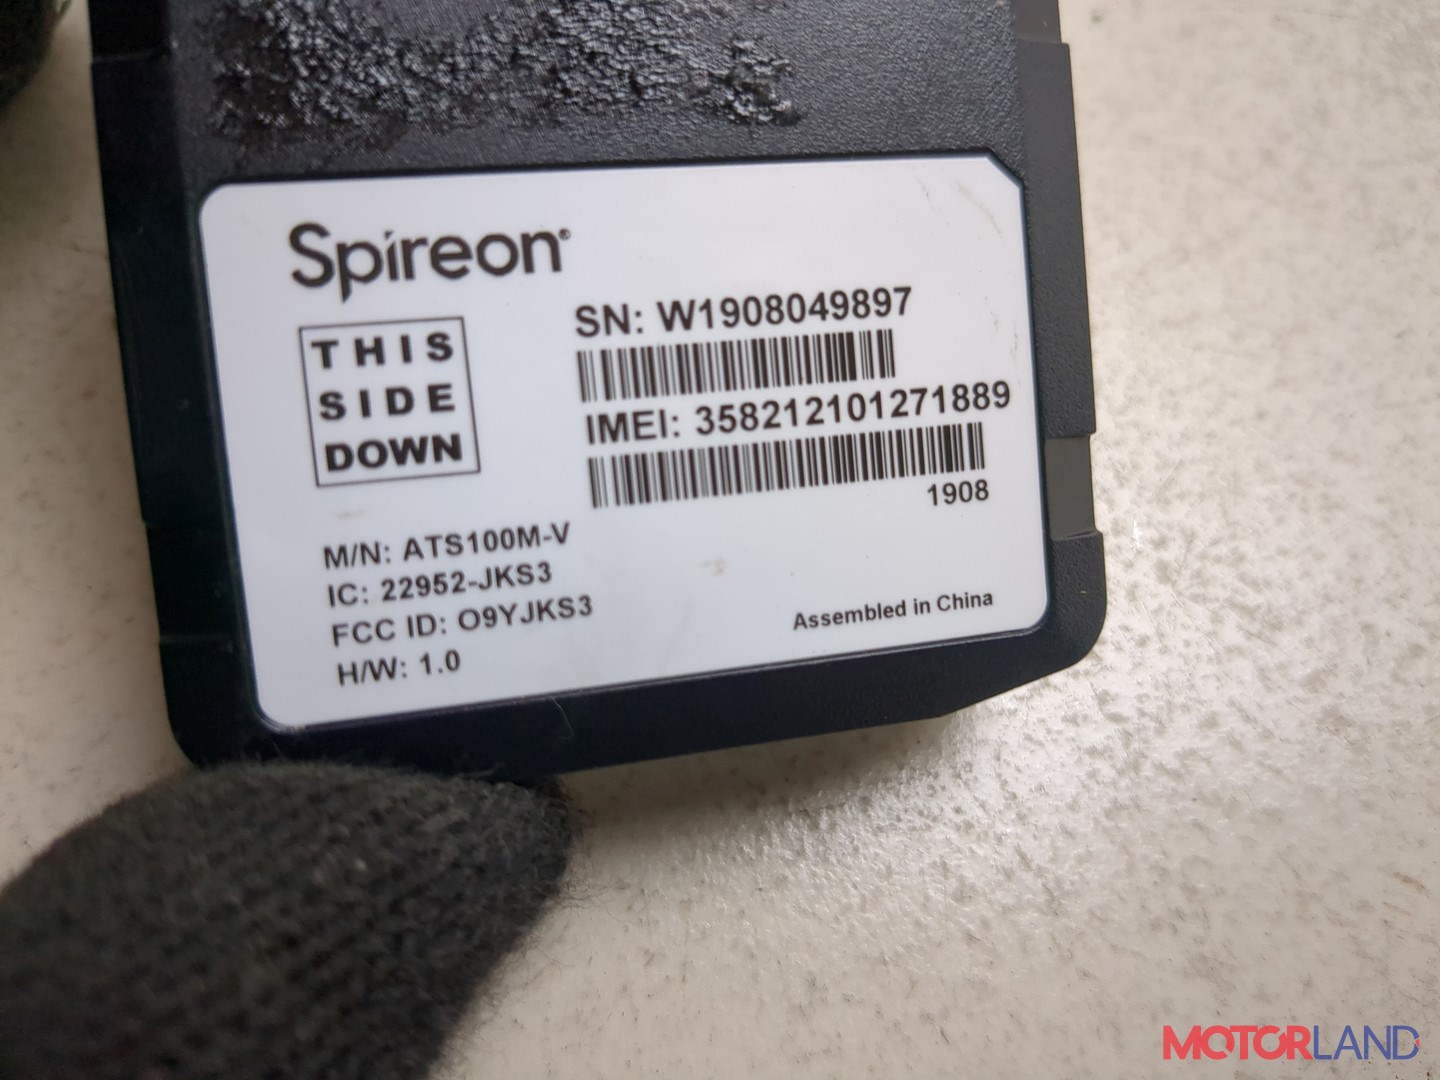 Spireon®
THIS
SIDE
DOWN
SN: W1908049897
IMEI: 358212101271889
1908
M/N: ATS100M-V
IC: 22952-JKS3
FCC ID: O9YJKS3
H/W: 1.0
Assembled in China
MOTORLAND